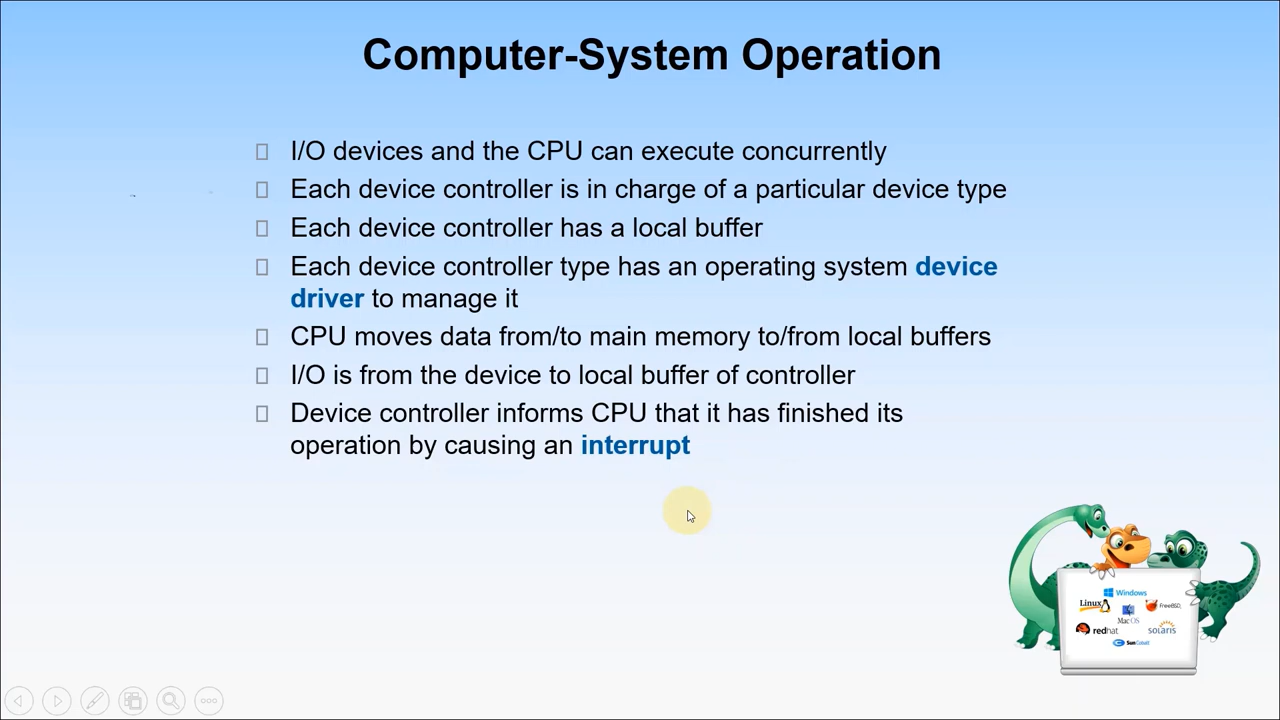 Computer-System Operation
I/O devices and the CPU can execute concurrently
Each device controller is in charge of a particular device type
Each device controller has a local buffer
Each device controller type has an operating system device
driver to manage it
CPU moves data from/to main memory to/from local buffers
I/O is from the device to local buffer of controller
Device controller informs CPU that it has finished its
operation by causing an interrupt
Windows
Linux
FreeBSD
Mac OS
redhat
solaris
Sun Cobalt